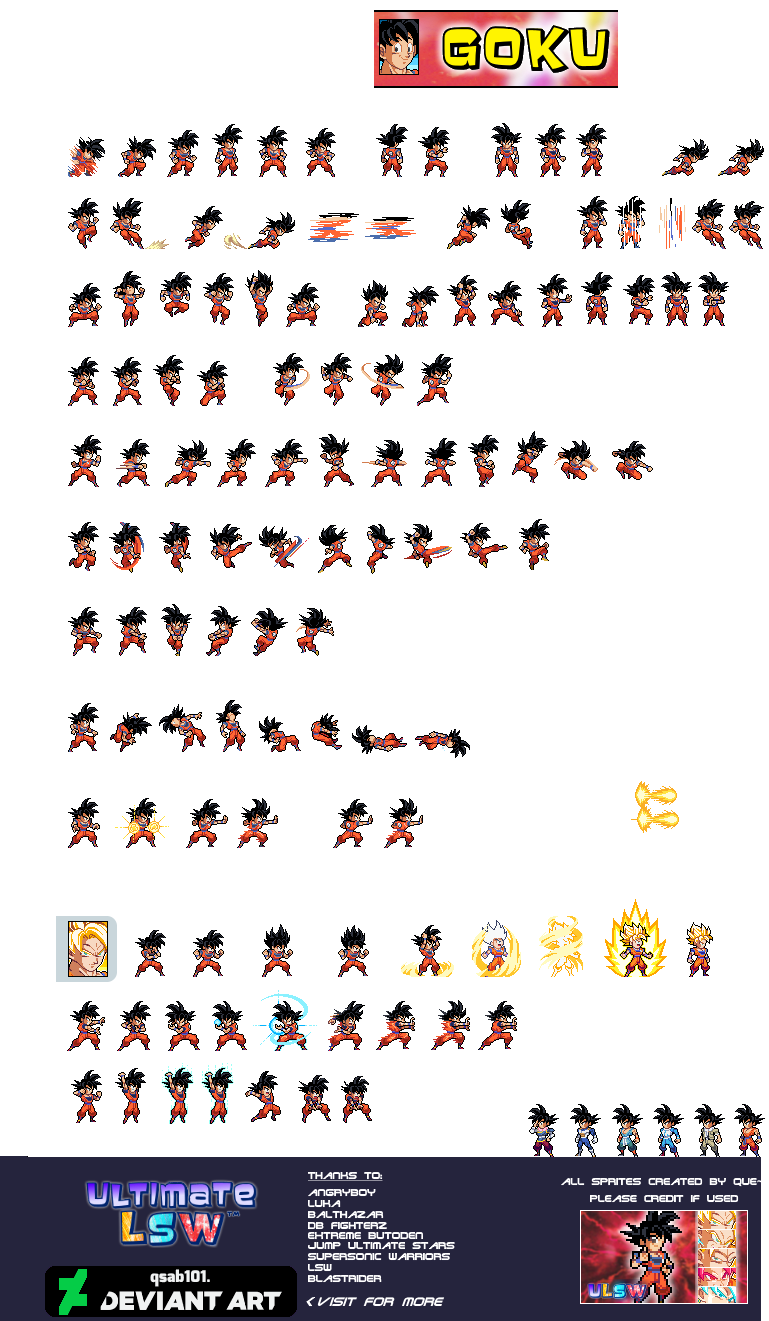 GOKU
THANKS TO:
ANGRYBOY
LUKA
BALTHAZAR
DB FIGHTERZ
EXTREME BUTODEN
JUMP ULTIMATE STARS
SUPERSONIC WARRIORS
LSW
BLASTRIDER
< VISIT FOR MORE
ULTIMATE
LSW™
qsab101.
DEVIANT ART
ALL SPRITES CREATED BY QUE-
PLEASE CREDIT IF USED
ULSW